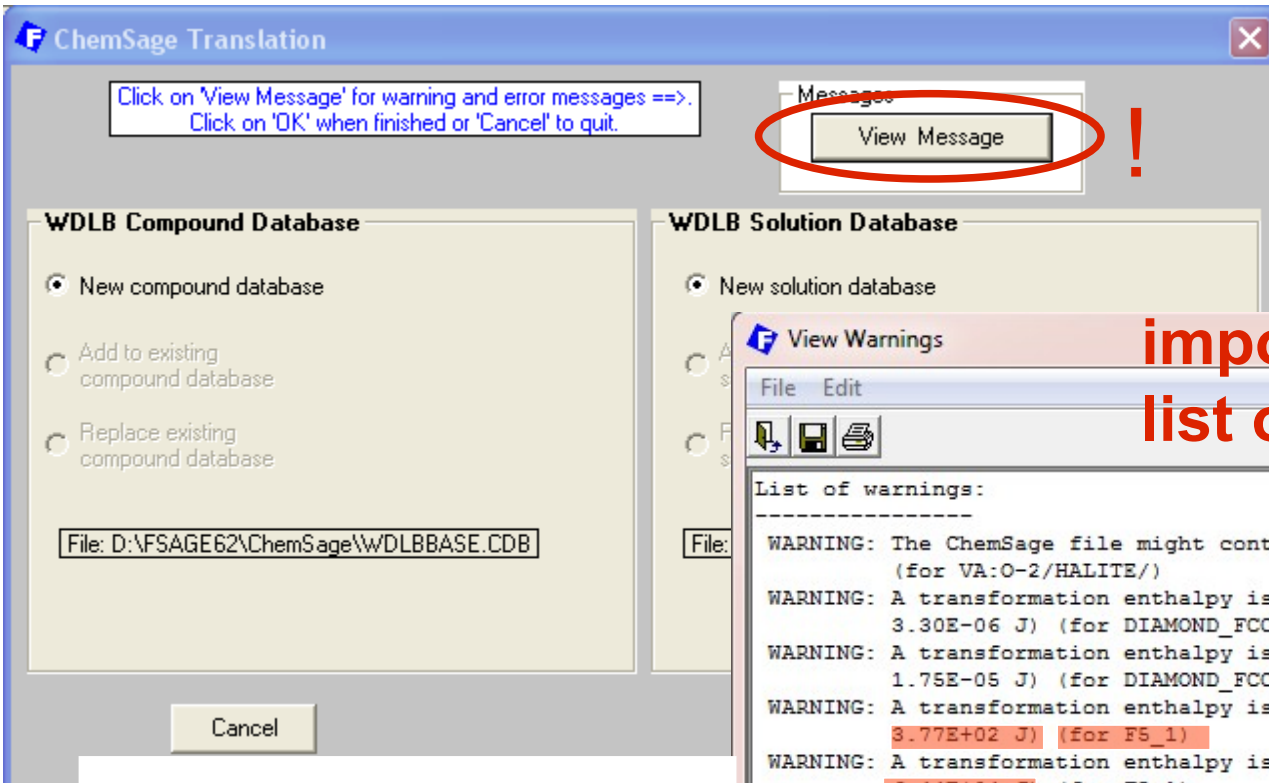 ChemSage Translation
Click on 'View Message' for warning and error messages ==>.
Click on 'OK' when finished or 'Cancel' to quit.
Messages
View Message
!
WDLB Compound Database
New compound database
Add to existing
compound database
Replace existing
compound database
File: D:\FSAGE62\ChemSage\WDLBBASE.CDB
Cancel
WDLB Solution Database
New solution database
File:
View Warnings
File Edit
list
List of warnings:
-----------------
WARNING: The ChemSage file might
(for VA:O-2/HALITE/)
WARNING: A transformation enthalpy is
3.30E-06 J) (for
WARNING: A transformation enthalpy is
1.75E-05 J) (for
WARNING: A transformation enthalpy is
3.77E+02 J) (for F5_1)
WARNING: A transformation enthalpy is